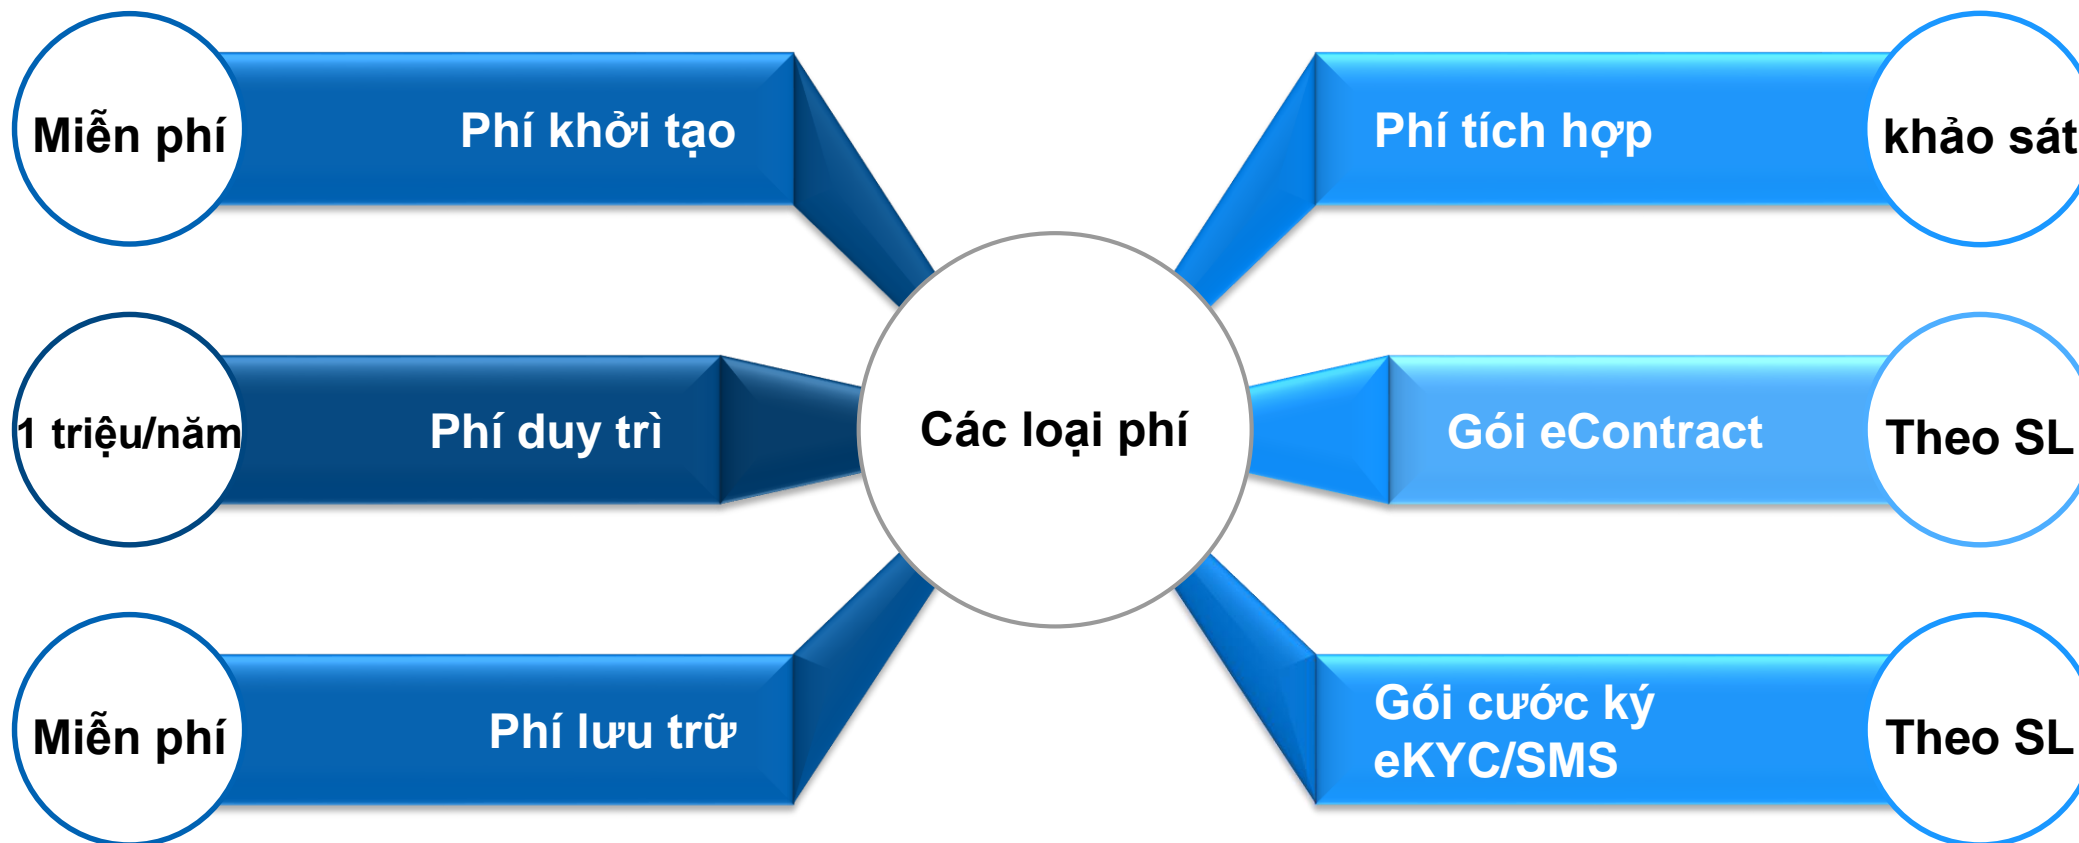 Miễn phí
Phí khởi tạo
Phí tích hợp
khảo sát
1 triệu/năm
Phí duy trì
Các loại phí
Gói eContract
Theo SL
Miễn phí
Phí lưu trữ
Gói cước ký
eKYC/SMS
Theo SL